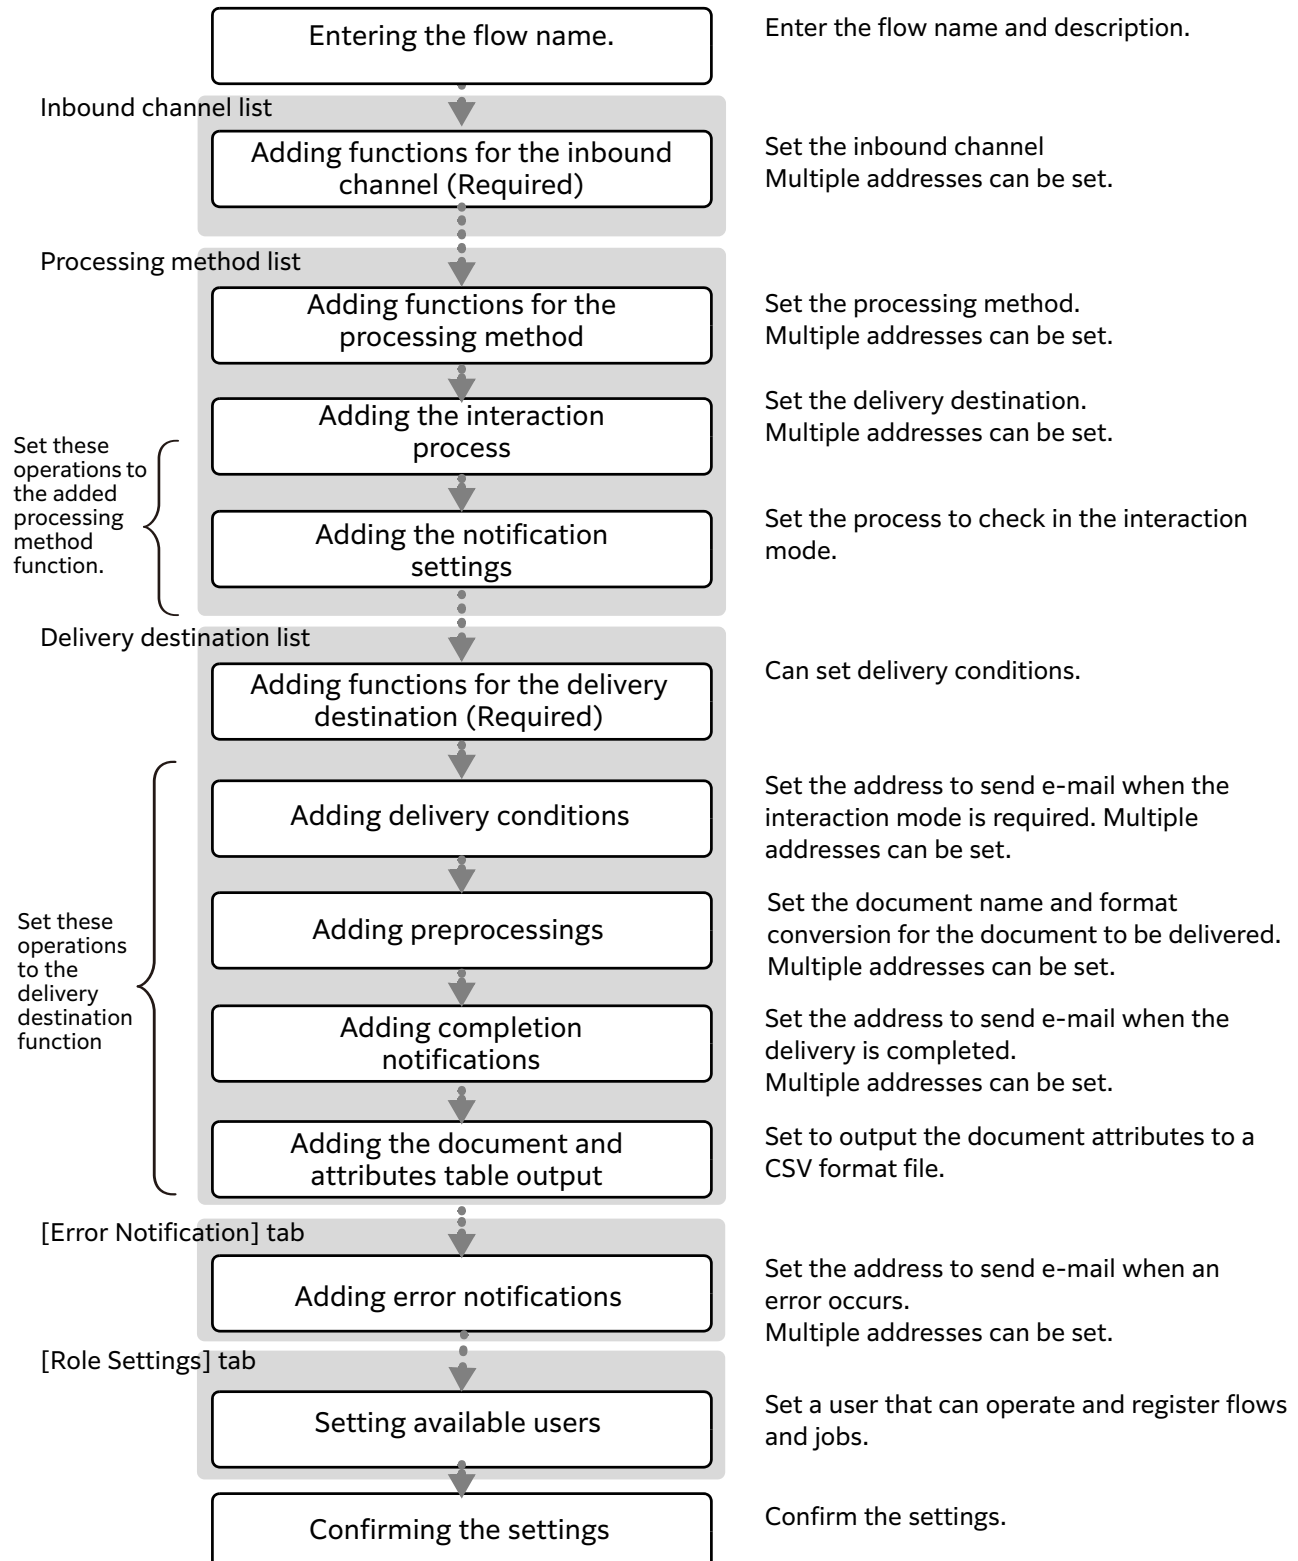 Entering the flow name.
Enter the flow name and description.
Inbound channel list
Adding functions for the inbound
channel (Required)
Set the inbound channel
Multiple addresses can be set.
Processing method list
Adding functions for the
processing method
Set the processing method.
Multiple addresses can be set.
Adding the interaction
process
Set the delivery destination.
Multiple addresses can be set.
Set these
operations to
the added
processing
method
function.
Adding the notification
settings
Set the process to check in the interaction
mode.
Delivery destination list
Adding functions for the delivery
destination (Required)
Can set delivery conditions.
Adding delivery conditions
Set the address to send e-mail when the
interaction mode is required. Multiple
addresses can be set.
Set these
operations
to the
delivery
destination
function
Adding preprocessings
Set the document name and format
conversion for the document to be delivered.
Multiple addresses can be set.
Adding completion
notifications
Set the address to send e-mail when the
delivery is completed.
Multiple addresses can be set.
Adding the document and
attributes table output
Set to output the document attributes to a
CSV format file.
[Error Notification] tab
Adding error notifications
Set the address to send e-mail when an
error occurs.
Multiple addresses can be set.
[Role Settings] tab
Setting available users
Set a user that can operate and register flows
and jobs.
Confirming the settings
Confirm the settings.